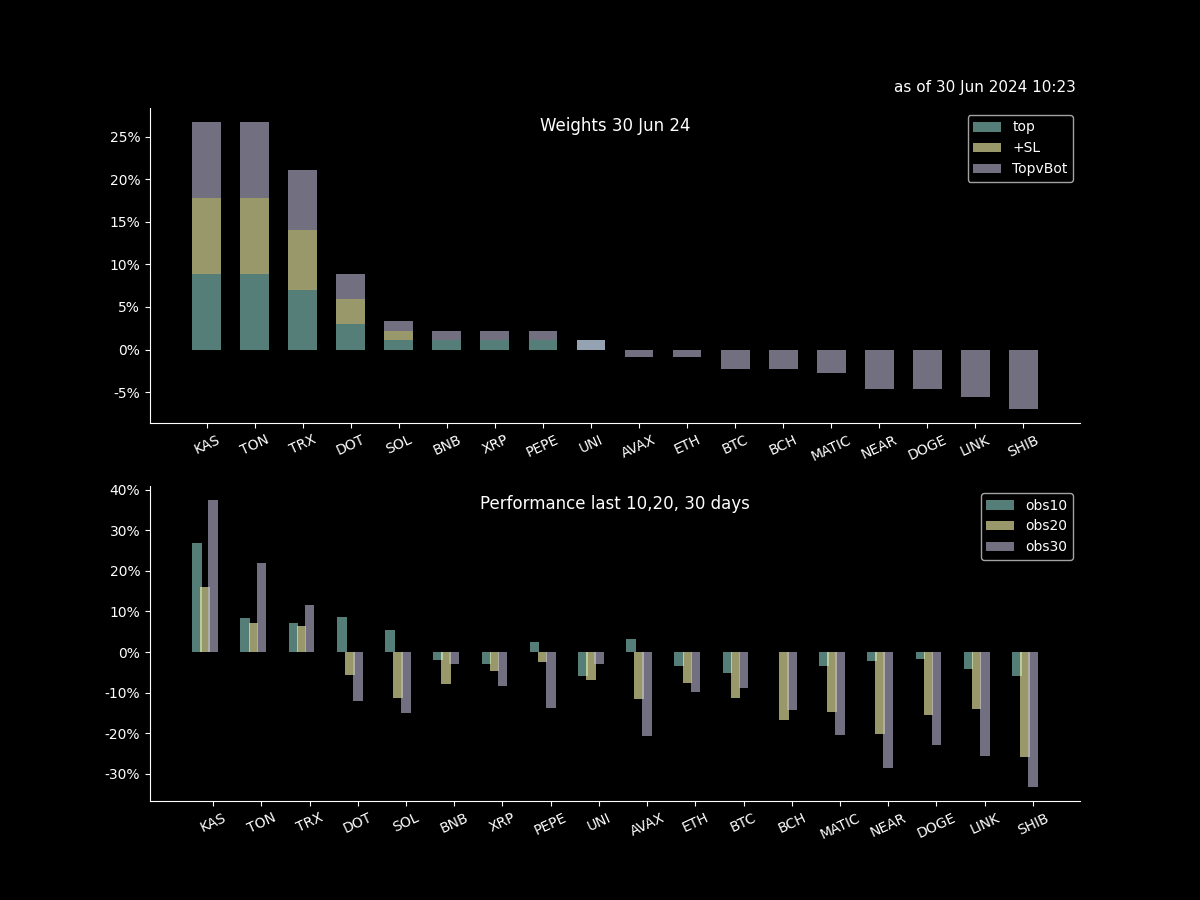 as of 30 Jun 2024 10:23
Weights 30 Jun 24
top
+SL
TopvBot
25%
20%
15%
10%
5%
0%
-5%
KAS TON TRX DOT SOL BNB XRP PEPE UNI AVAX ETH BTC BCH MATIC NEAR DOGE LINK SHIB
Performance last 10,20, 30 days
obs10
obs20
obs30
40%
30%
20%
10%
0%
-10%
-20%
-30%
KAS TON TRX DOT SOL BNB XRP PEPE UNI AVAX ETH BTC BCH MATIC NEAR DOGE LINK SHIB